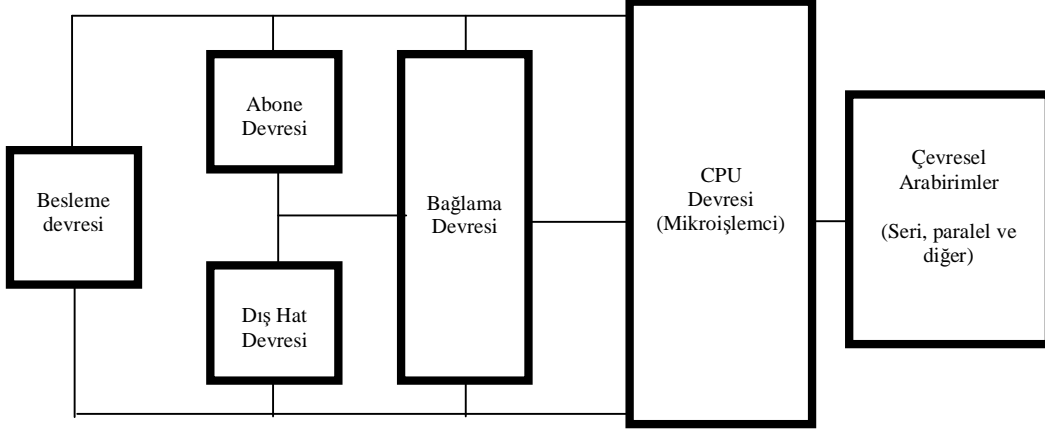 Besleme
devresi
Abone
Devresi
Dış Hat
Devresi
Bağlama
Devresi
CPU
Devresi
(Mikroişlemci)
Çevresel
Arabirimler
(Seri, paralel ve
diğer)